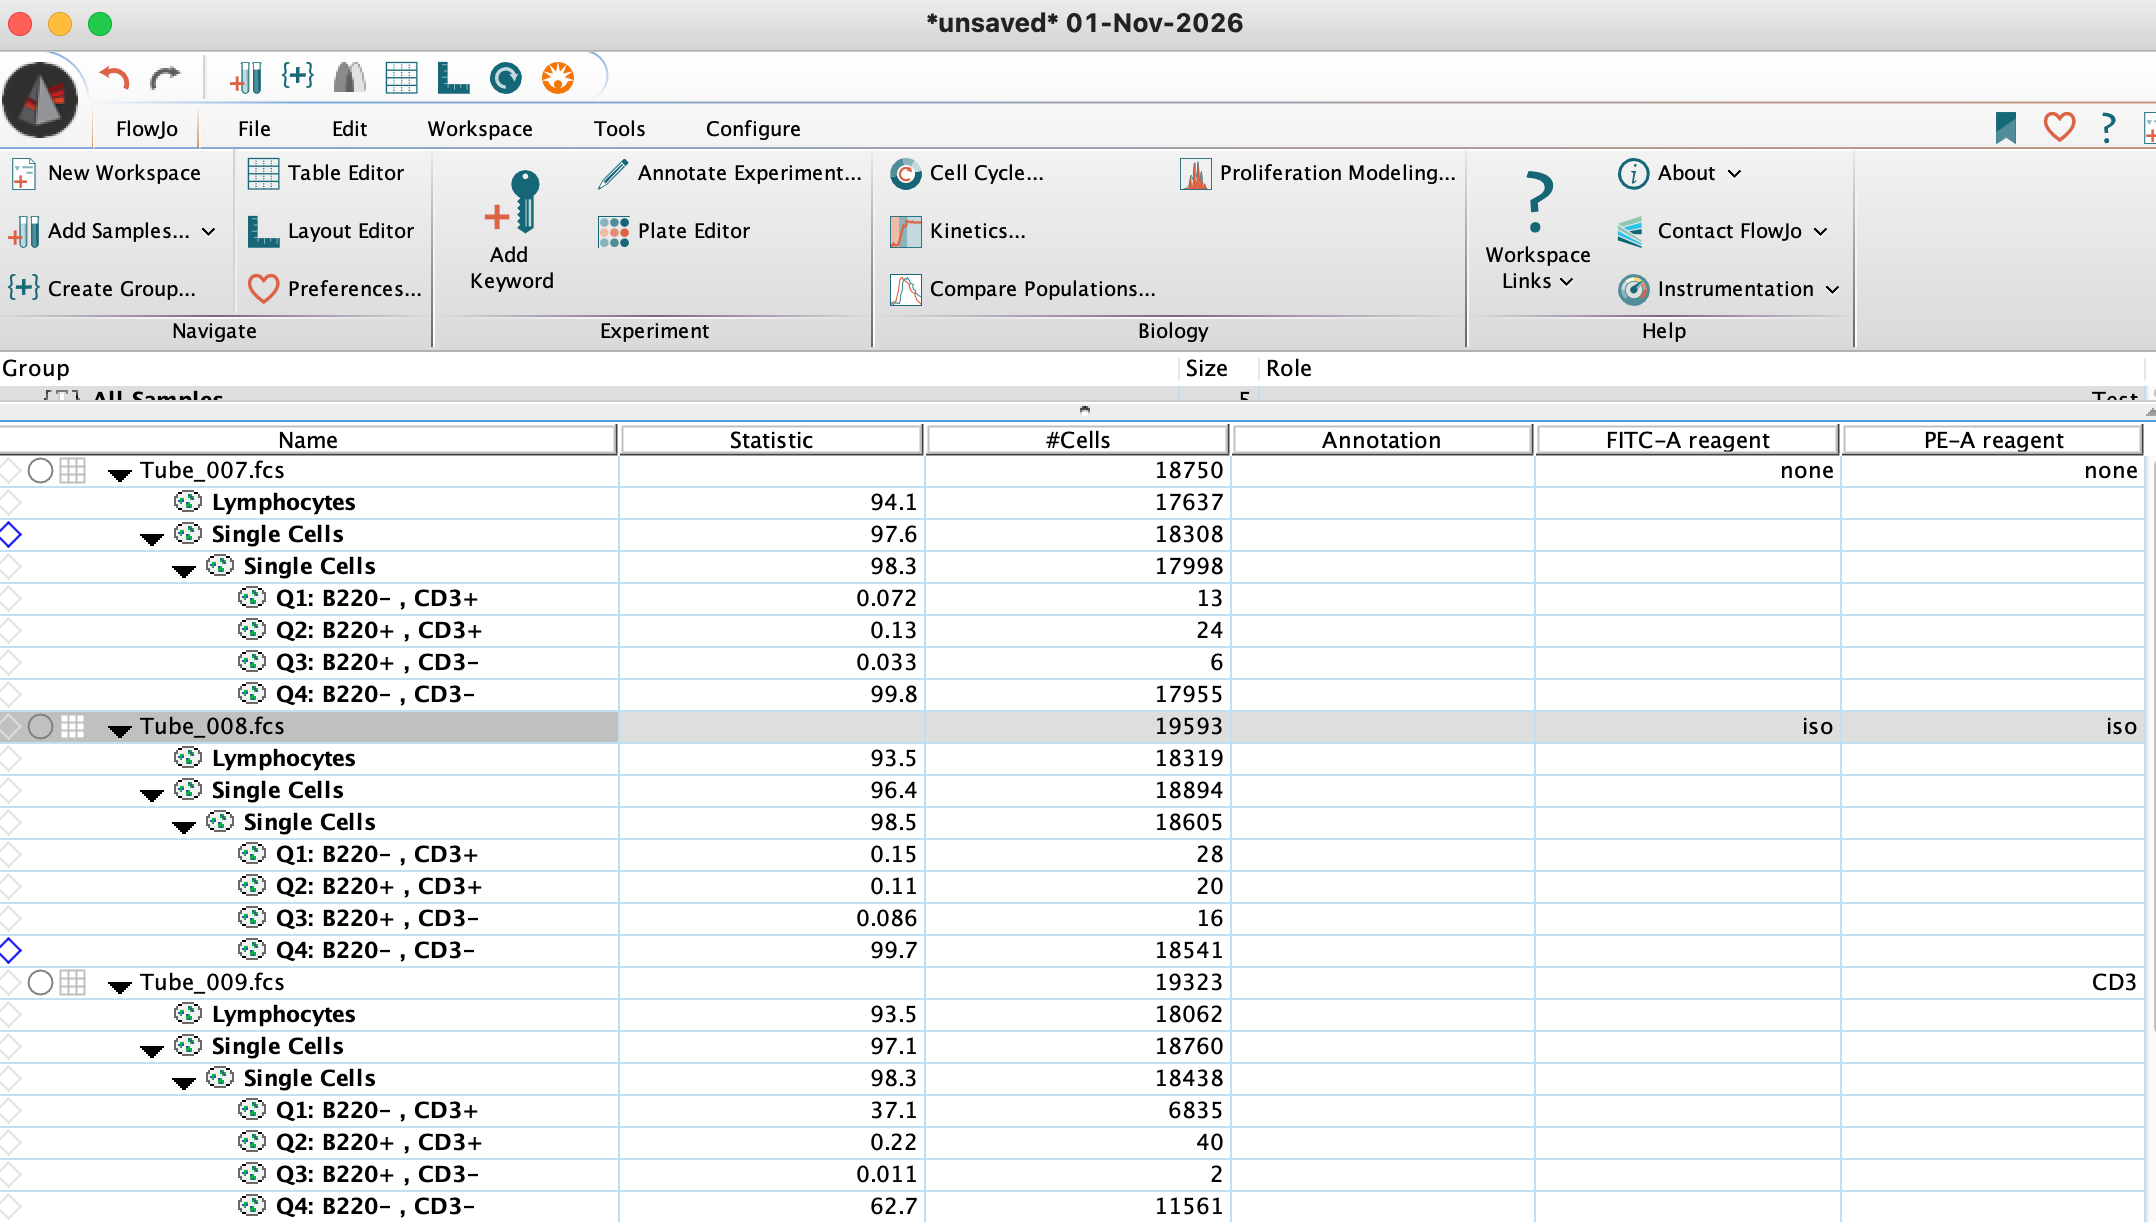 *unsaved* 01-Nov-2026
FlowJo File Edit Workspace Tools Configure
New Workspace Table Editor Annotate Experiment... Cell Cycle... Proliferation Modeling... About
Add Samples... Layout Editor Add Keyword Plate Editor Kinetics... Workspace Links Contact FlowJo
Create Group... Preferences... Compare Populations... Instrumentation
Navigate Experiment Biology Help
Group Size Role
All Samples 5 Test
Name Statistic #Cells Annotation FITC-A reagent PE-A reagent
Tube_007.fcs 18750 none none
Lymphocytes 94.1 17637
Single Cells 97.6 18308
Single Cells 98.3 17998
Q1: B220- , CD3+ 0.072 13
Q2: B220+ , CD3+ 0.13 24
Q3: B220+ , CD3- 0.033 6
Q4: B220- , CD3- 99.8 17955
Tube_008.fcs 19593 iso iso
Lymphocytes 93.5 18319
Single Cells 96.4 18894
Single Cells 98.5 18605
Q1: B220- , CD3+ 0.15 28
Q2: B220+ , CD3+ 0.11 20
Q3: B220+ , CD3- 0.086 16
Q4: B220- , CD3- 99.7 18541
Tube_009.fcs 19323 CD3
Lymphocytes 93.5 18062
Single Cells 97.1 18760
Single Cells 98.3 18438
Q1: B220- , CD3+ 37.1 6835
Q2: B220+ , CD3+ 0.22 40
Q3: B220+ , CD3- 0.011 2
Q4: B220- , CD3- 62.7 11561